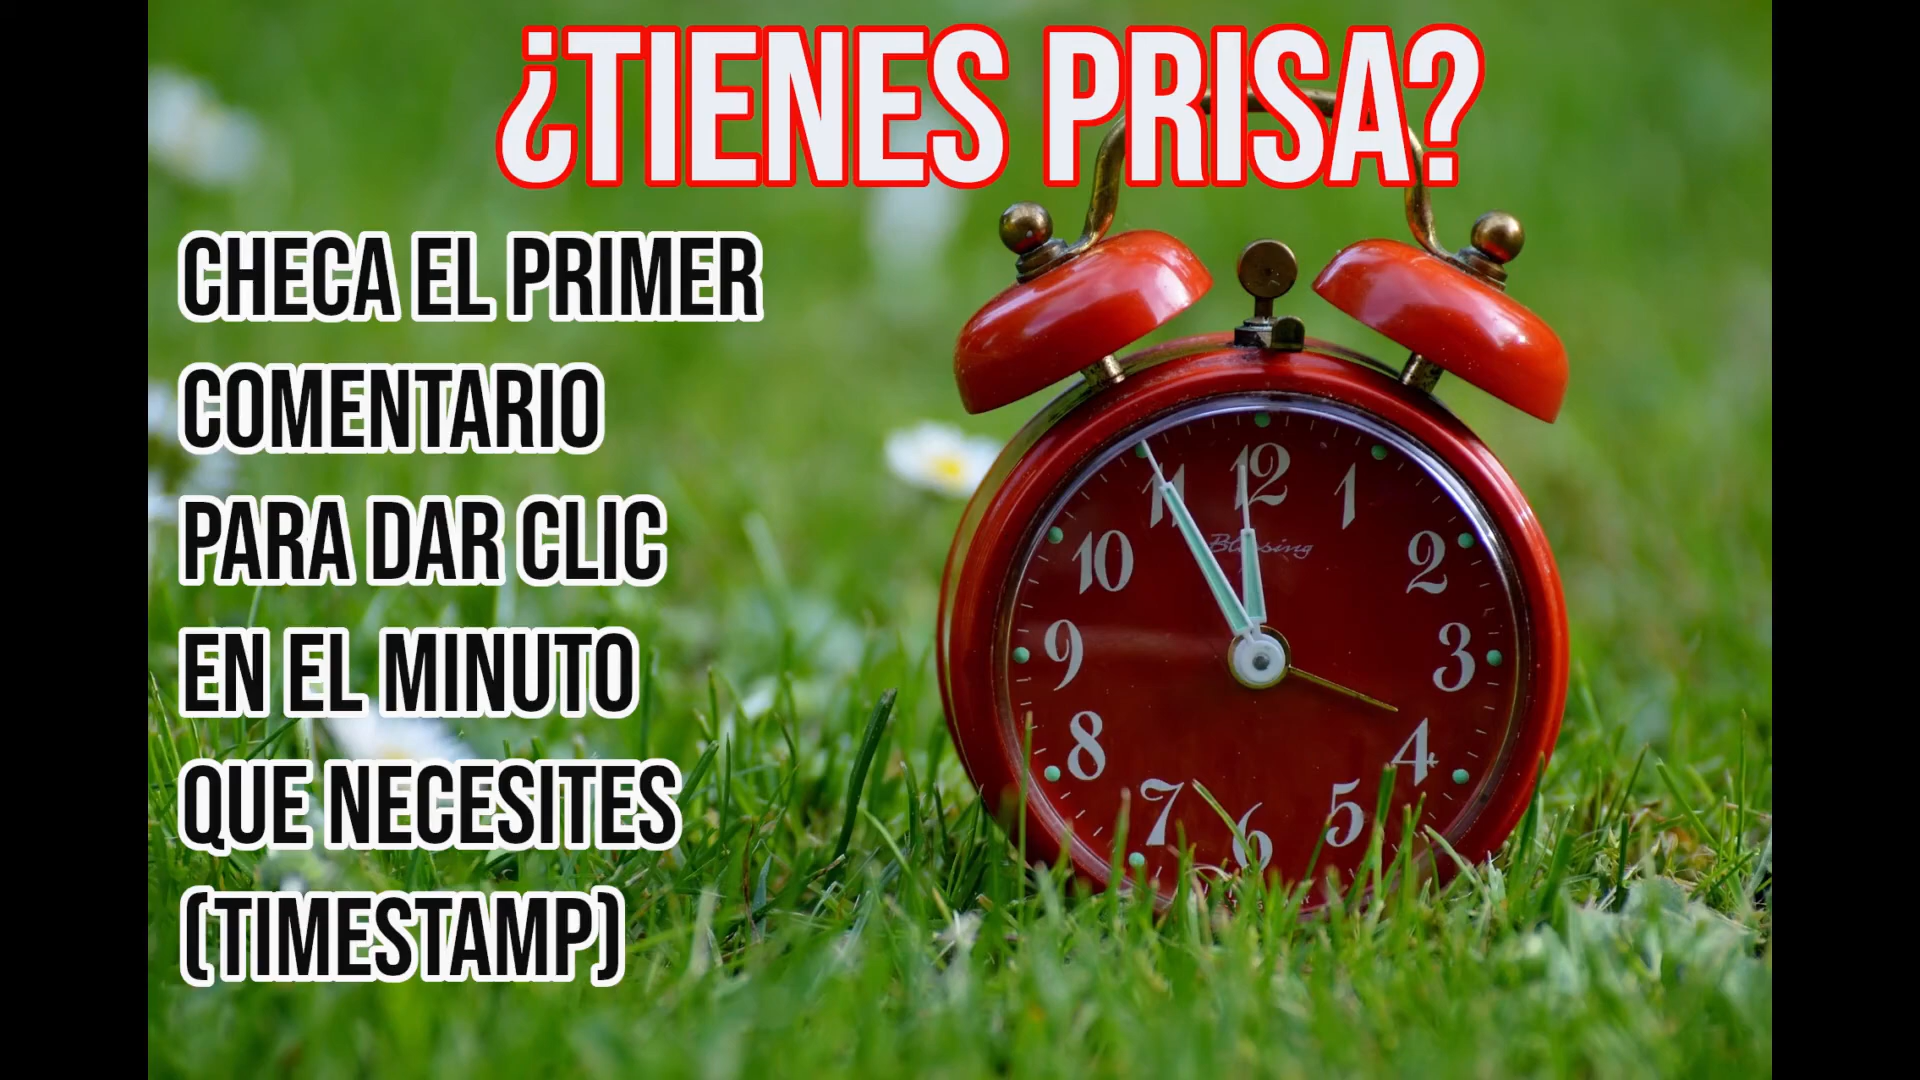 ¿TIENES PRISA?
CHECA EL PRIMER
COMENTARIO
PARA DAR CLIC
EN EL MINUTO
QUE NECESITES
(TIMESTAMP)
12
11
1
Blessing
10
2
9
3
8
4
7
5
6